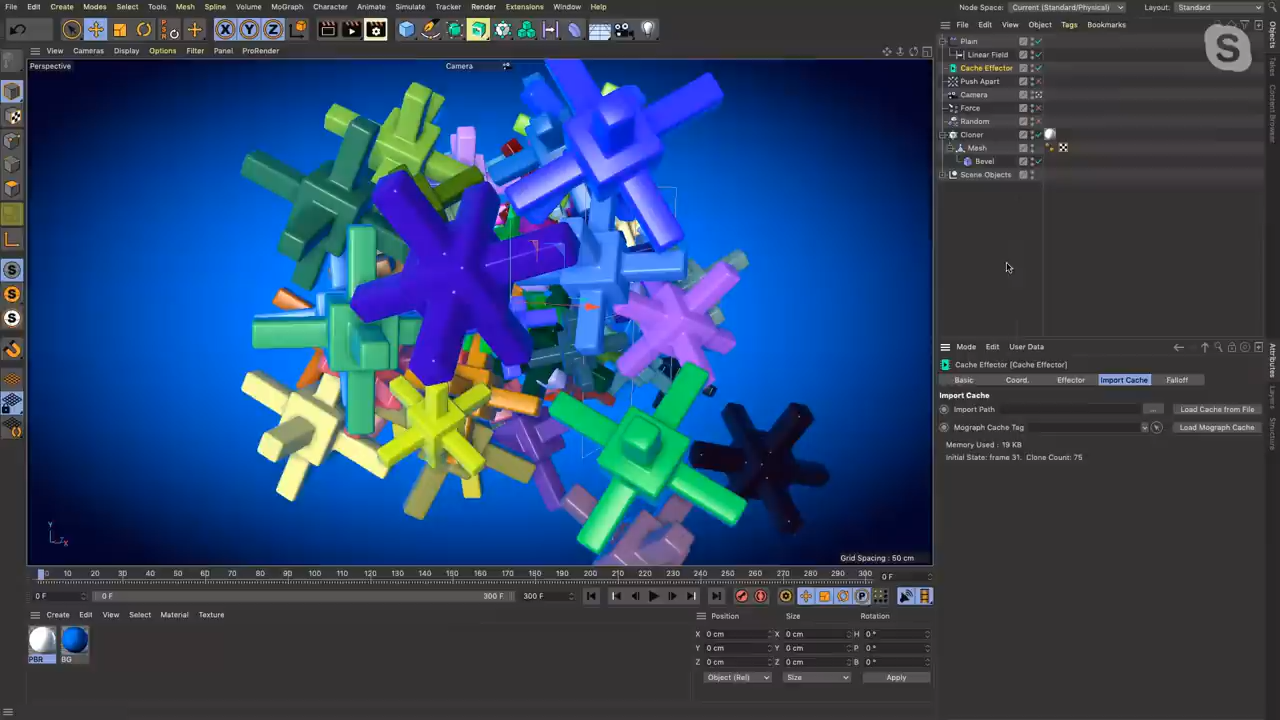 File Edit Create Modes Select Tools Mesh Spline Volume MoGraph Character Animate Simulate Tracker Render Extensions Window Help Node Space: Current (Standard/Physical) Layout: Standard
X Y Z
File Edit View Object Tags Bookmarks
View Cameras Display Options Filter Panel ProRender
Perspective Camera
Plain
Linear Field
Cache Effector
Push Apart
Camera
Force
Random
Cloner
Mesh
Bevel
Scene Objects
Objects
Takes
Content Browser
S
S
S
S
Mode Edit User Data
Cache Effector [Cache Effector]
Basic Coord. Effector Import Cache Falloff
Import Cache
Import Path ... Load Cache from File
Mograph Cache Tag Load Mograph Cache
Memory Used : 19 KB
Initial State: frame 31. Clone Count: 75
Attributes
Layers
Structure
Y
X
Grid Spacing : 50 cm
0 10 20 30 40 50 60 70 80 90 100 110 120 130 140 150 160 170 180 190 200 210 220 230 240 250 260 270 280 290 300 0 F
0 F 0 F 300 F 300 F P
Create Edit View Select Material Texture
PBR BG
Position Size Rotation
X 0 cm X 0 cm H 0 °
Y 0 cm Y 0 cm P 0 °
Z 0 cm Z 0 cm B 0 °
Object (Rel) Size Apply